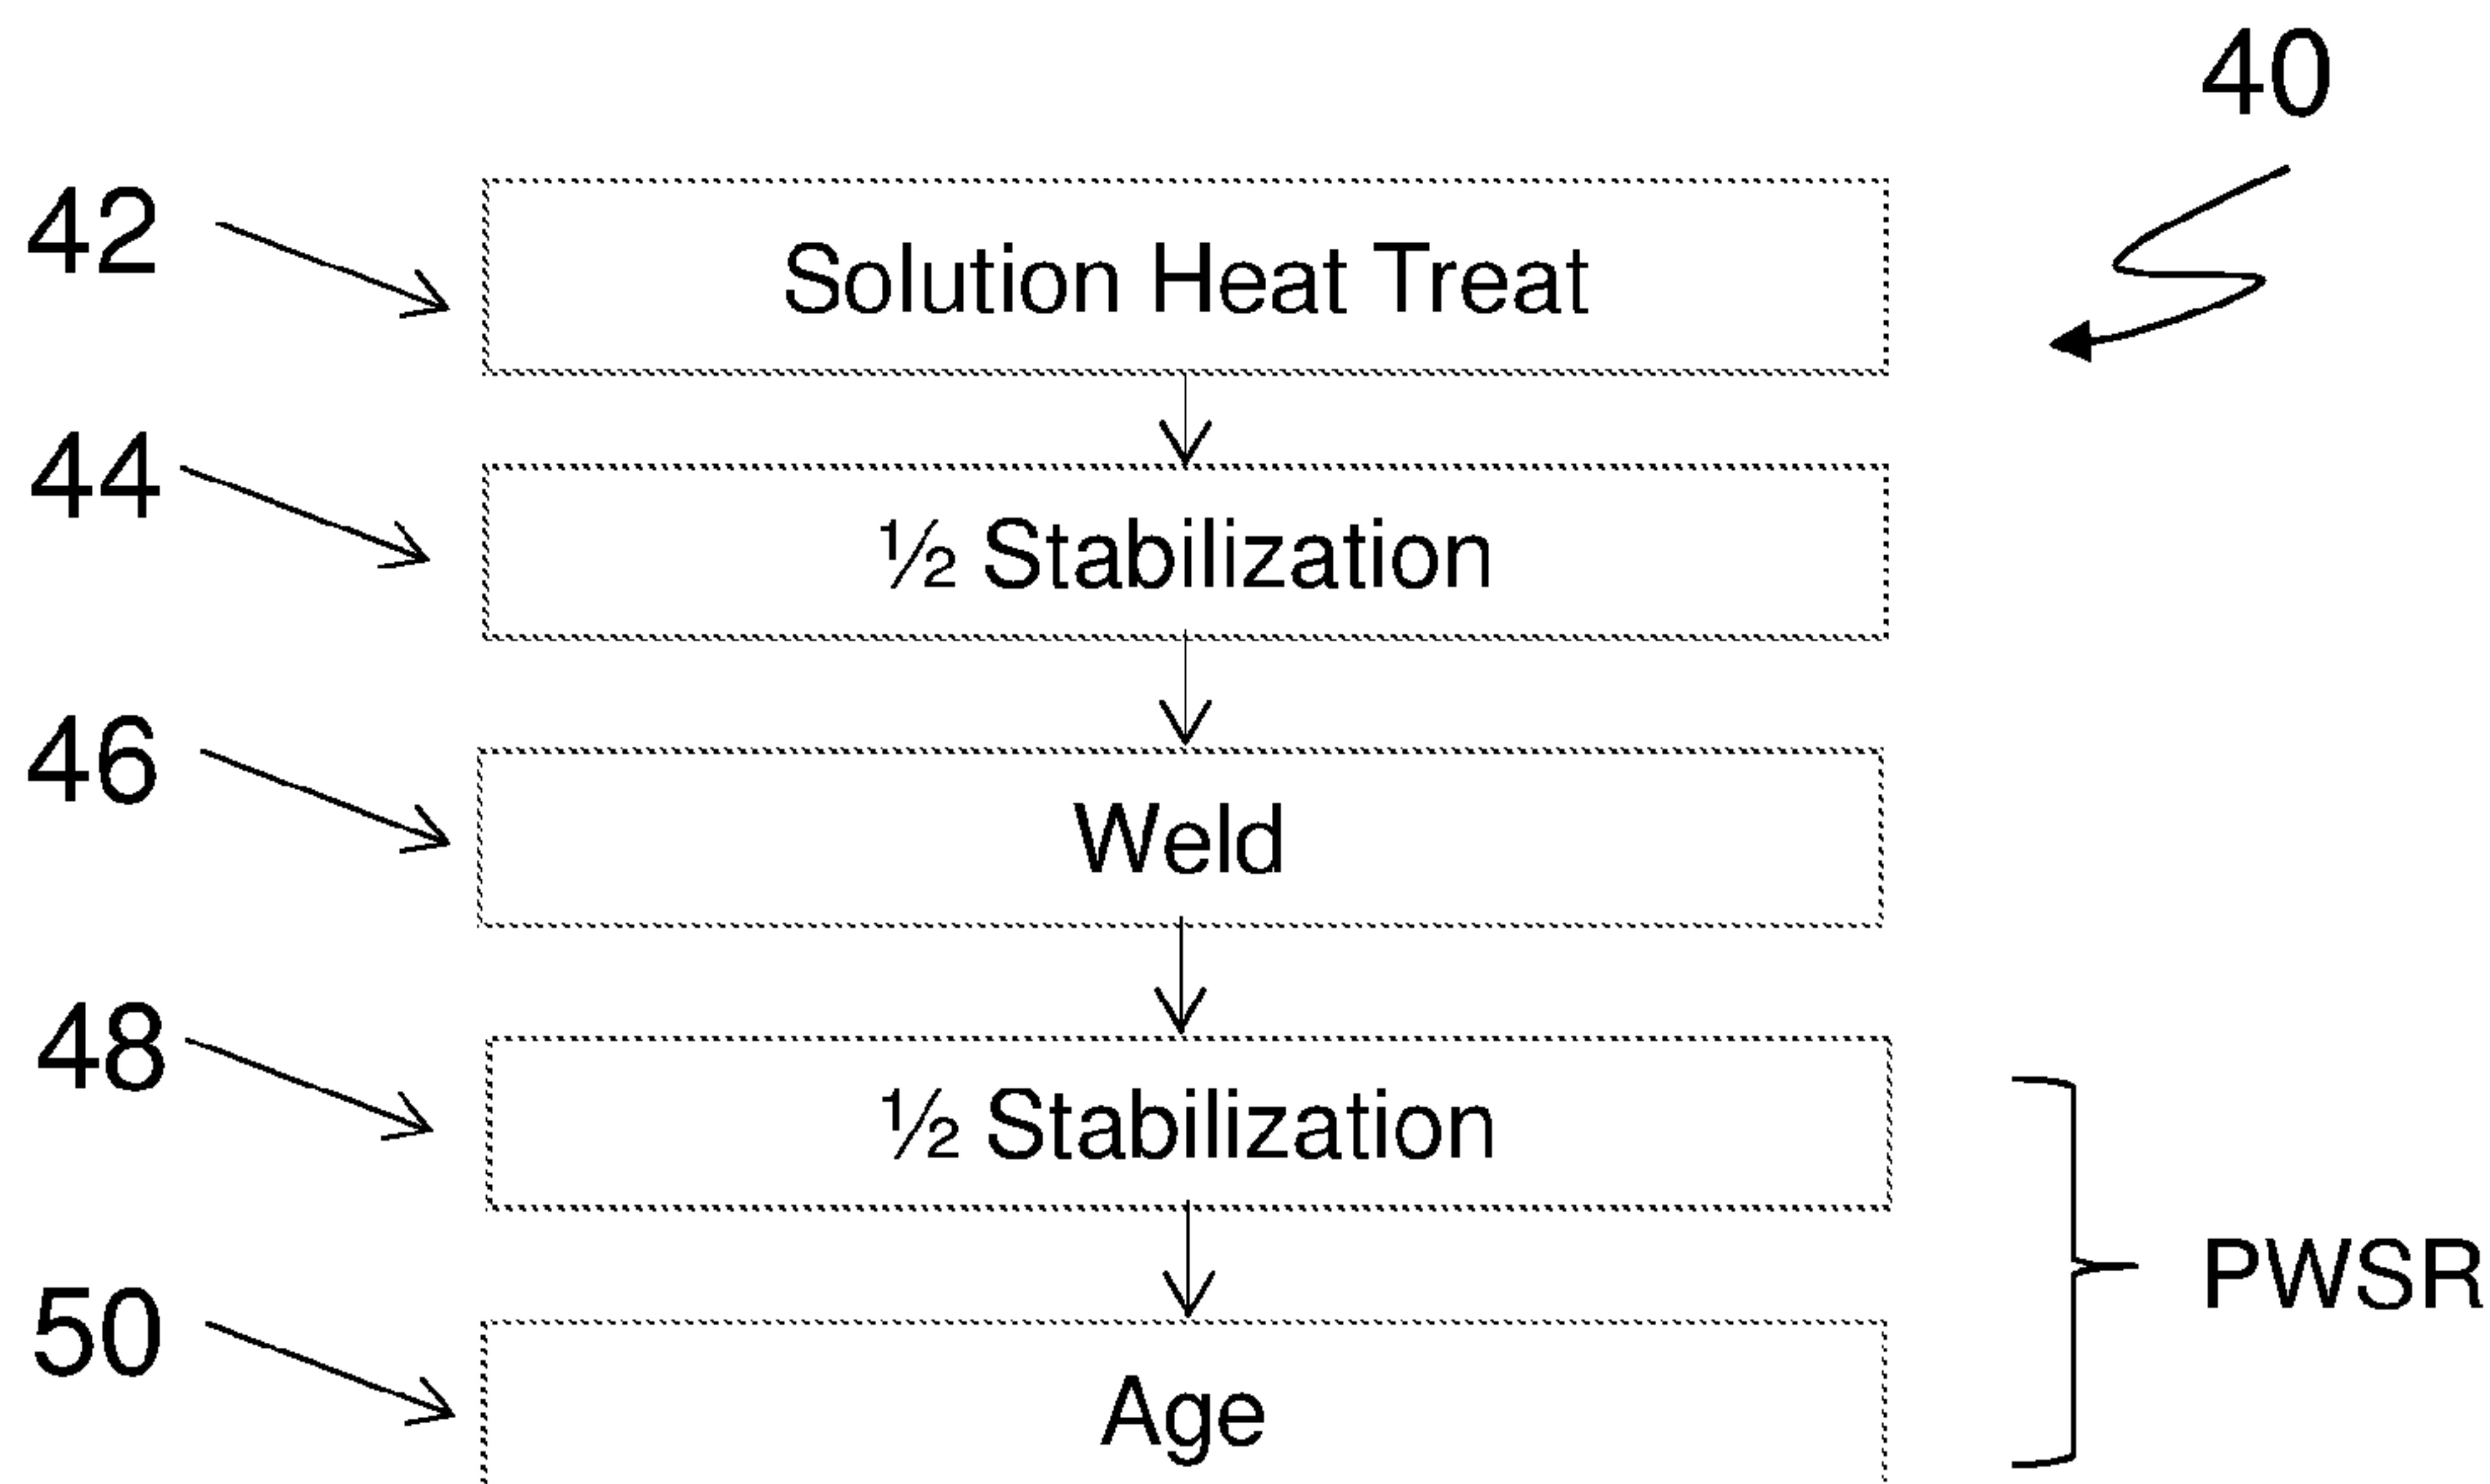 40
42
Solution Heat Treat
44
½ Stabilization
46
Weld
48
½ Stabilization
PWSR
50
Age